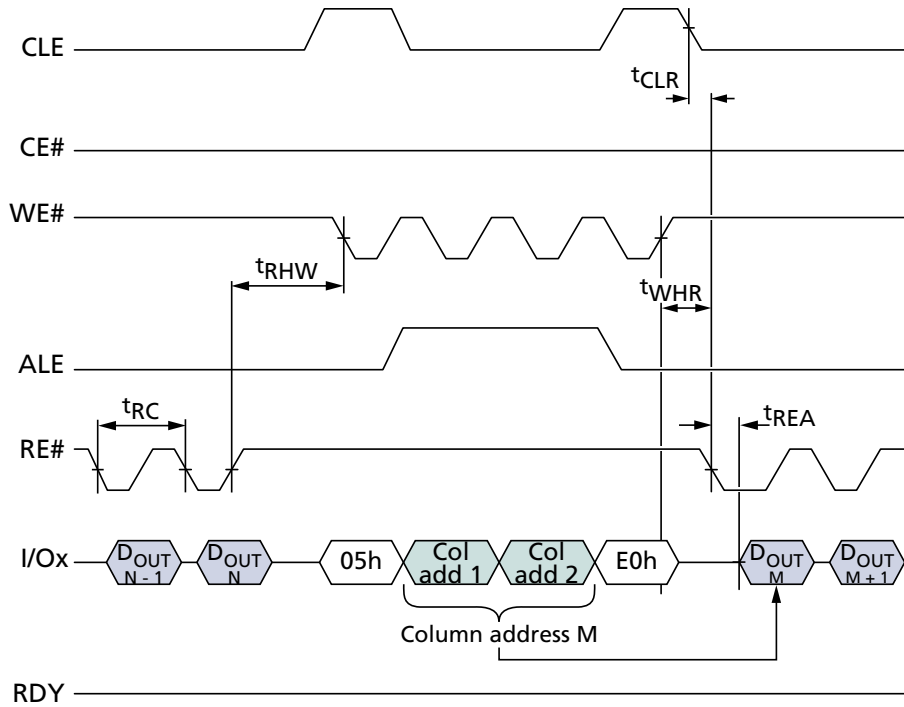 CLE
tCLR
CE#
WE#
tRHW
tWHR
ALE
tRC
tREA
RE#
I/Ox
DOUT
N - 1
DOUT
N
05h
Col
add 1
Col
add 2
E0h
DOUT
M
DOUT
M + 1
Column address M
RDY